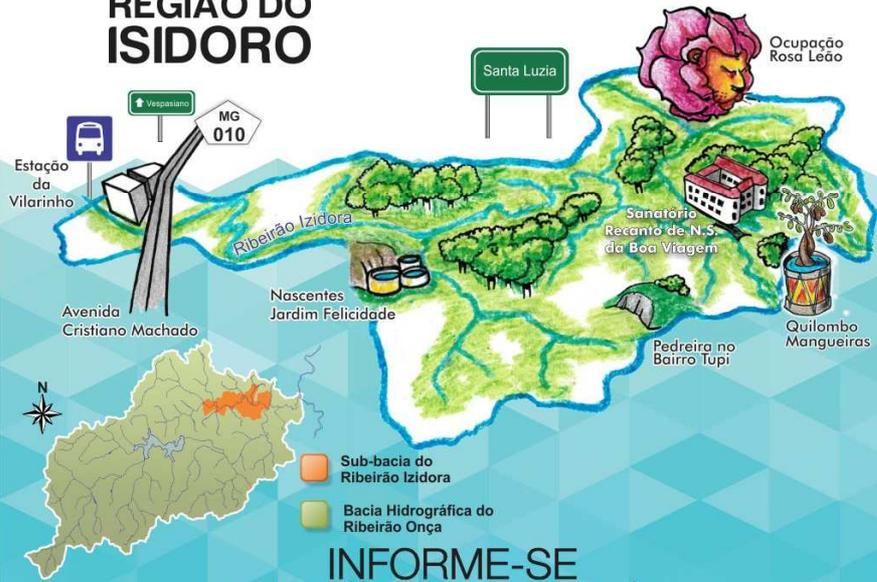 REGIÃO DO
ISIDORO
Ocupação
Rosa Leão
Santa Luzia
Vespasiano
MG
010
Estação
da
Vilarinho
Ribeirão Izidora
Sanatório
Recanto de N.S.
da Boa Viagem
Nascentes
Jardim Felicidade
Avenida
Cristiano Machado
Pedreira no
Bairro Tupi
Quilombo
Mangueiras
N
Sub-bacia do
Ribeirão Izidora
Bacia Hidrográfica do
Ribeirão Onça
INFORME-SE